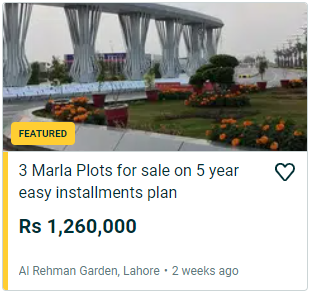 FEATURED
3 Marla Plots for sale on 5 year
easy installments plan
Rs 1,260,000
Al Rehman Garden, Lahore • 2 weeks ago